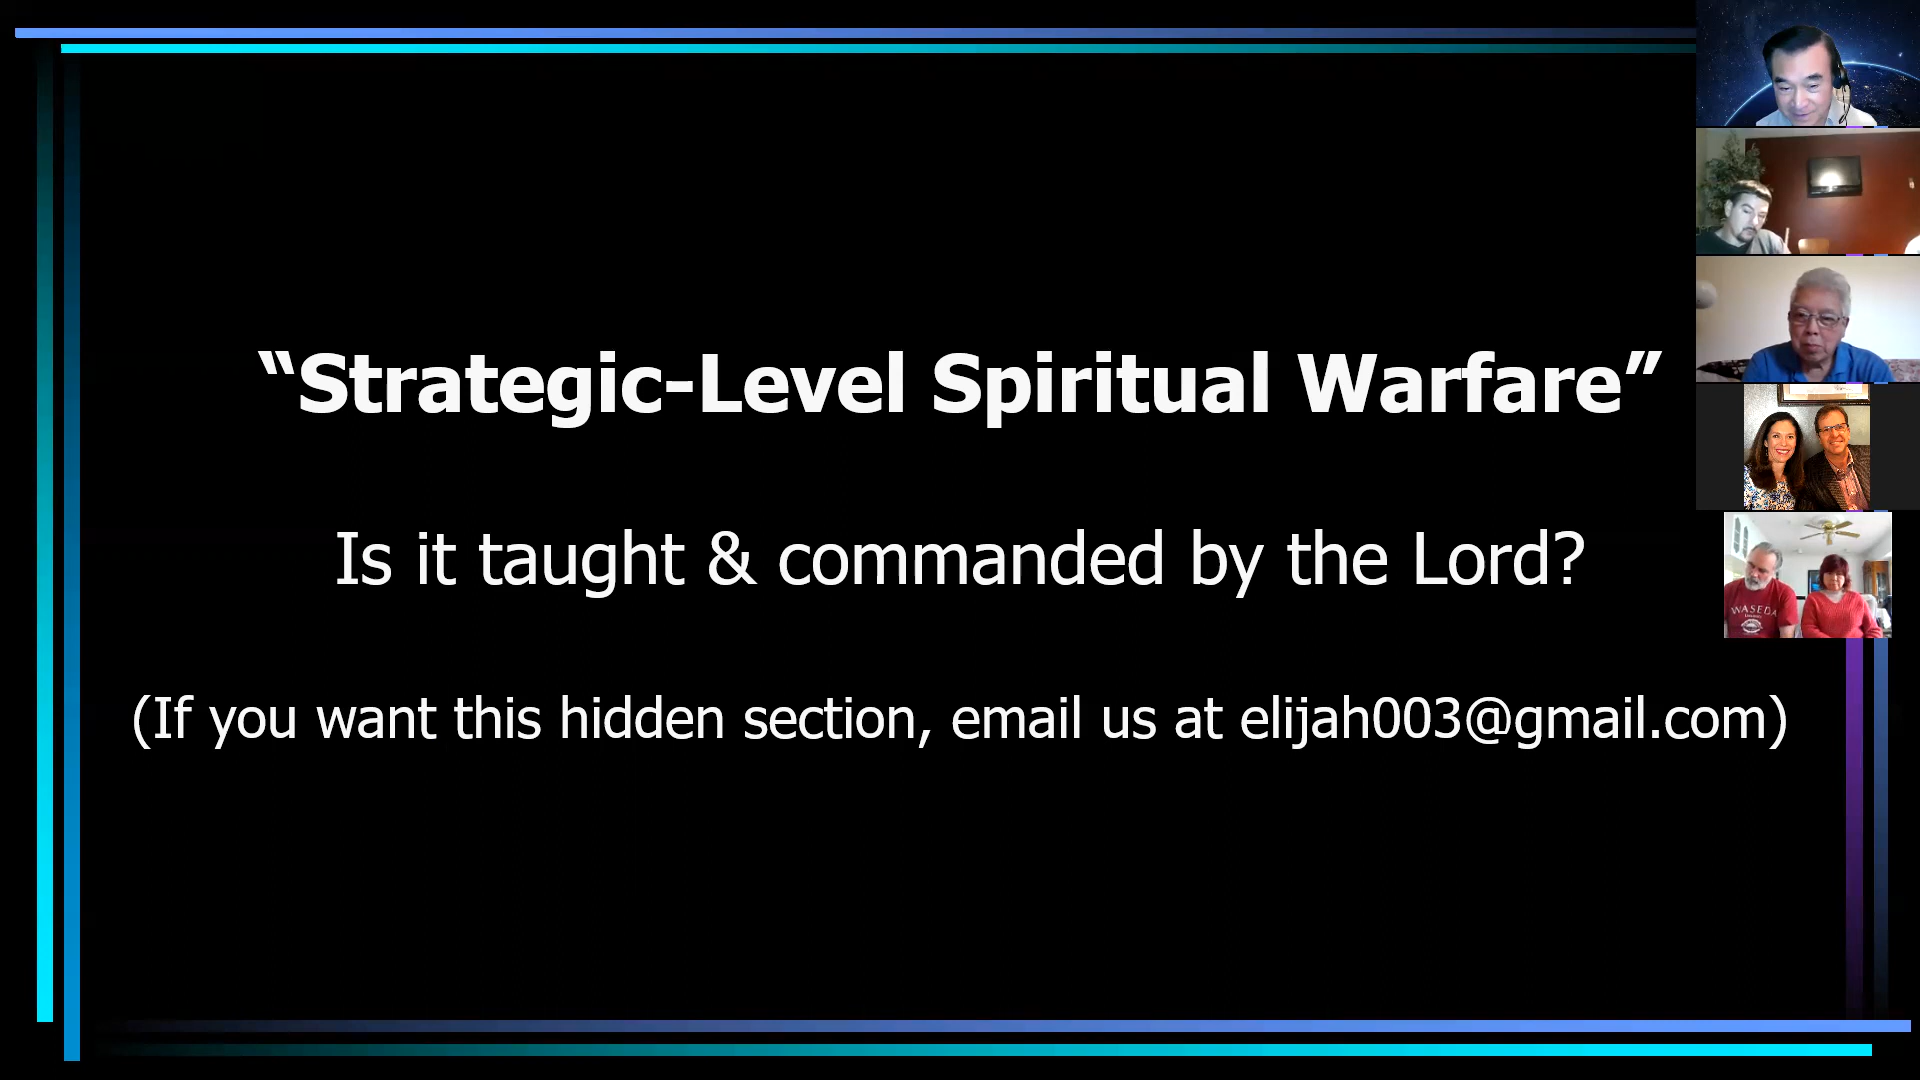 “Strategic-Level Spiritual Warfare”
Is it taught & commanded by the Lord?
(If you want this hidden section, email us at elijah003@gmail.com)
WASEDA